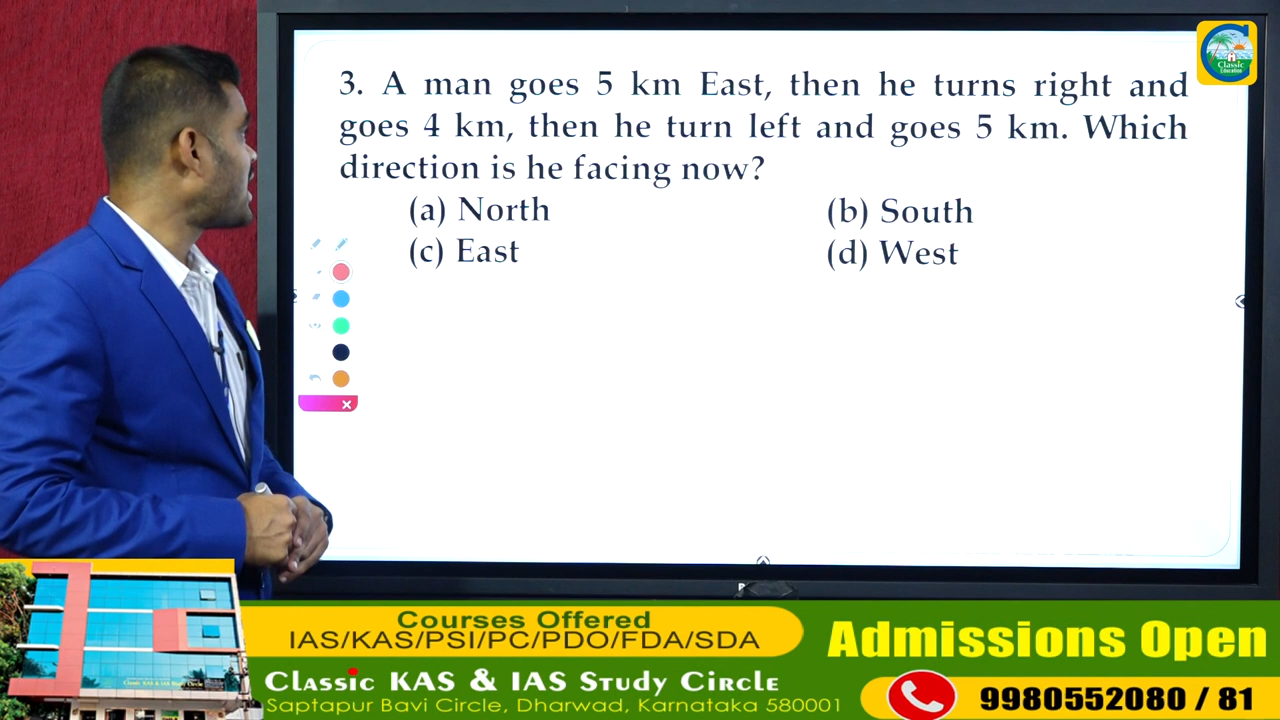 Classic
Education
3. A man goes 5 km East, then he turns right and
goes 4 km, then he turn left and goes 5 km. Which
direction is he facing now?
(a) North (b) South
(c) East (d) West
Courses Offered
IAS/KAS/PSI/PC/PDO/FDA/SDA
Admissions Open
Classic KAS & IAS Study Circle
Saptapur Bavi Circle, Dharwad, Karnataka 580001
9980552080 / 81